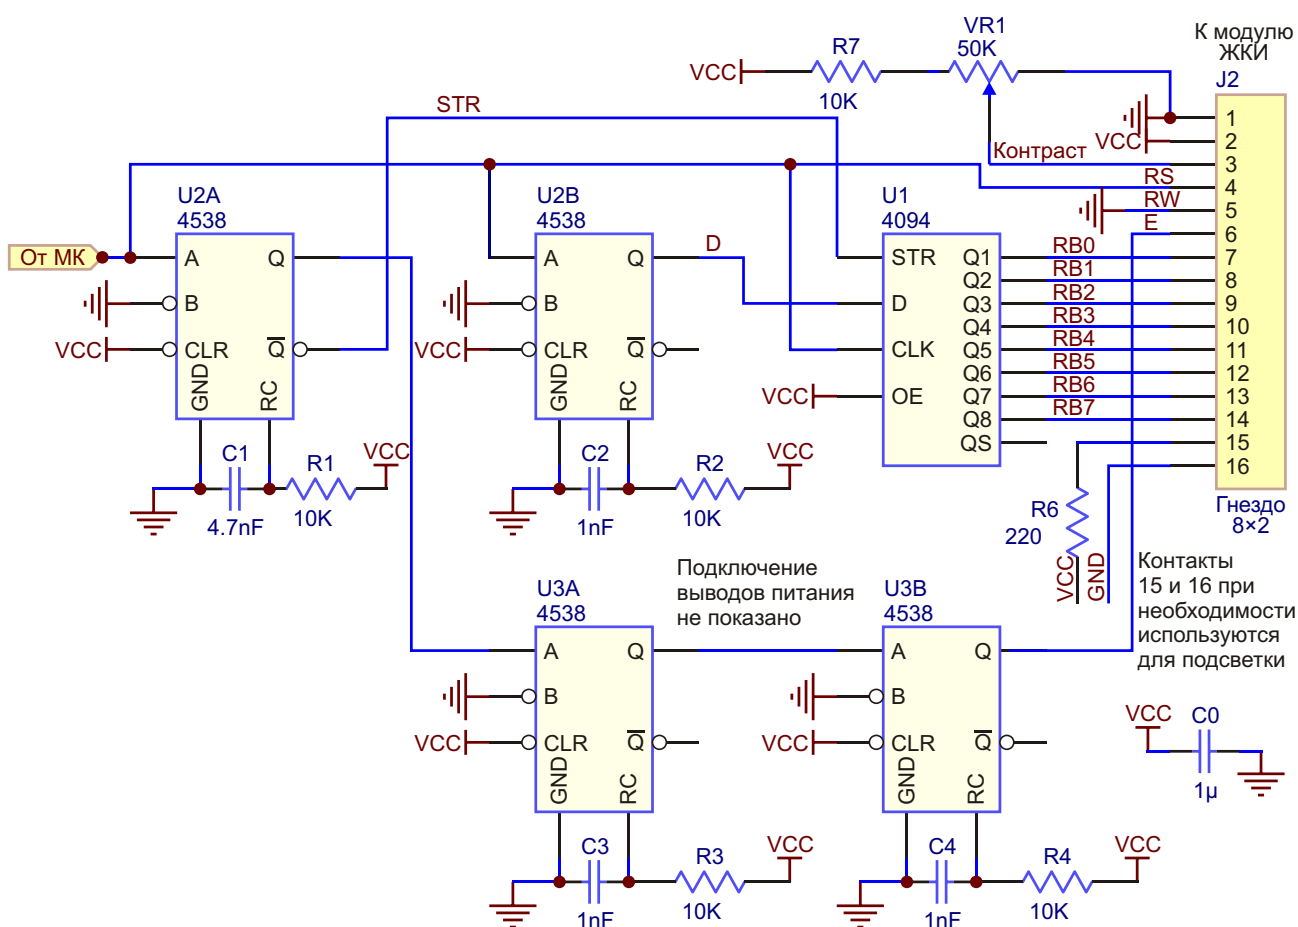 К модулю
ЖКИ
J2
VR1
50K
R7
10K
VCC
STR
Контраст
VCC
RS
RW
E
1
2
3
4
5
6
7
8
9
10
11
12
13
14
15
16
Гнездо
8×2
От МК
U2A
4538
A
Q
B
CLR
Q
GND
RC
VCC
C1
4.7nF
R1
10K
VCC
U2B
4538
A
Q
B
CLR
Q
GND
RC
VCC
D
C2
1nF
R2
10K
VCC
U1
4094
STR
D
CLK
OE
Q1
Q2
Q3
Q4
Q5
Q6
Q7
Q8
QS
VCC
RB0
RB1
RB2
RB3
RB4
RB5
RB6
RB7
R6
220
VCC
GND
Контакты
15 и 16 при
необходимости
используются
для подсветки
Подключение
выводов питания
не показано
U3A
4538
A
Q
B
CLR
Q
GND
RC
VCC
C3
1nF
R3
10K
VCC
U3B
4538
A
Q
B
CLR
Q
GND
RC
VCC
C4
1nF
R4
10K
VCC
VCC
C0
1µ